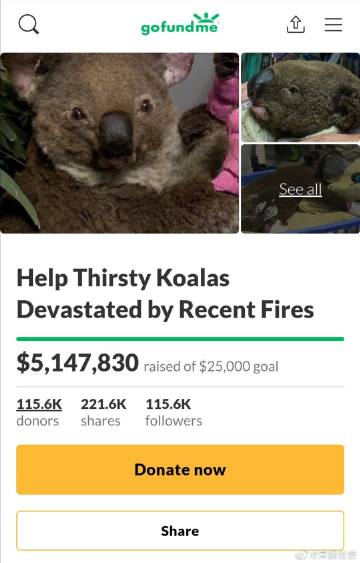 gofundme
See all
Help Thirsty Koalas
Devastated by Recent Fires
$5,147,830 raised of $25,000 goal
115.6K 221.6K 115.6K
donors shares followers
Donate now
Share